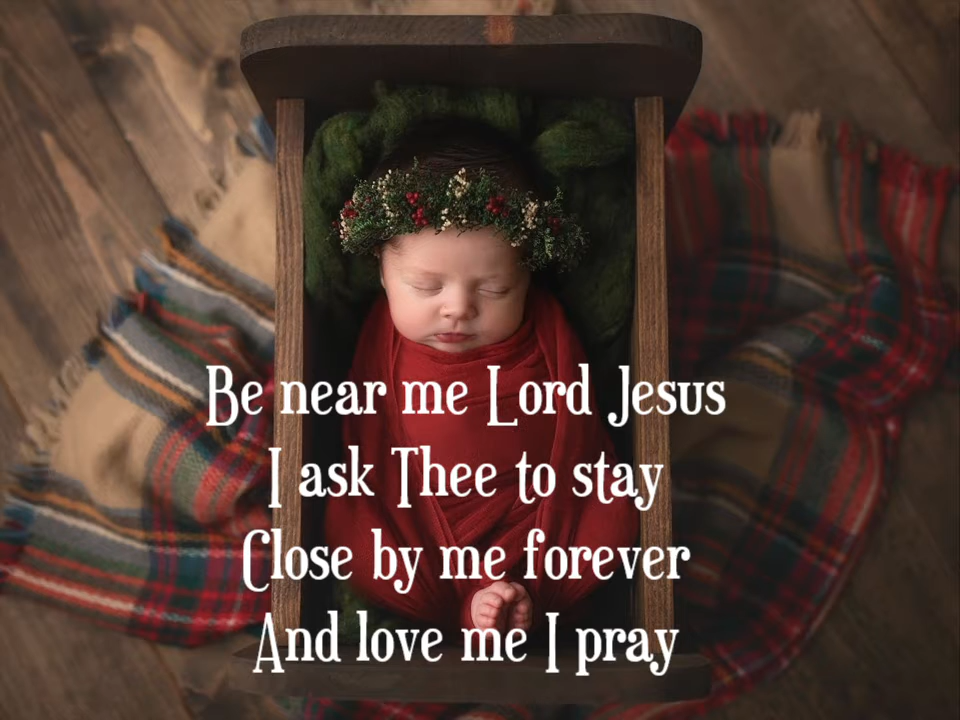 Be near me Lord Jesus
I ask Thee to stay
Close by me forever
And love me I pray